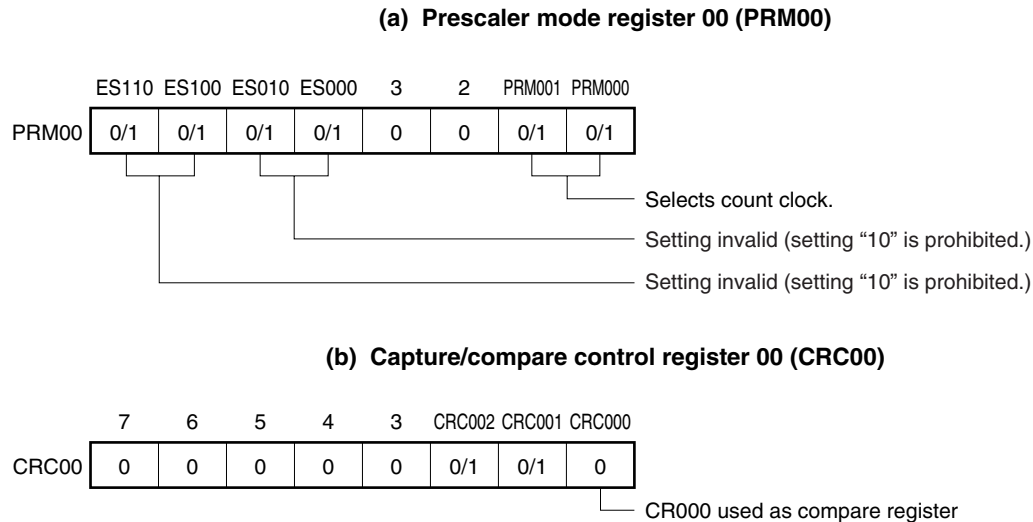 (a) Prescaler mode register 00 (PRM00)
ES110 ES100 ES010 ES000 3 2 PRM001 PRM000
PRM00 0/1 0/1 0/1 0/1 0 0 0/1 0/1
Selects count clock.
Setting invalid (setting “10” is prohibited.)
Setting invalid (setting “10” is prohibited.)
(b) Capture/compare control register 00 (CRC00)
7 6 5 4 3 CRC002 CRC001 CRC000
CRC00 0 0 0 0 0 0/1 0/1 0
CR000 used as compare register